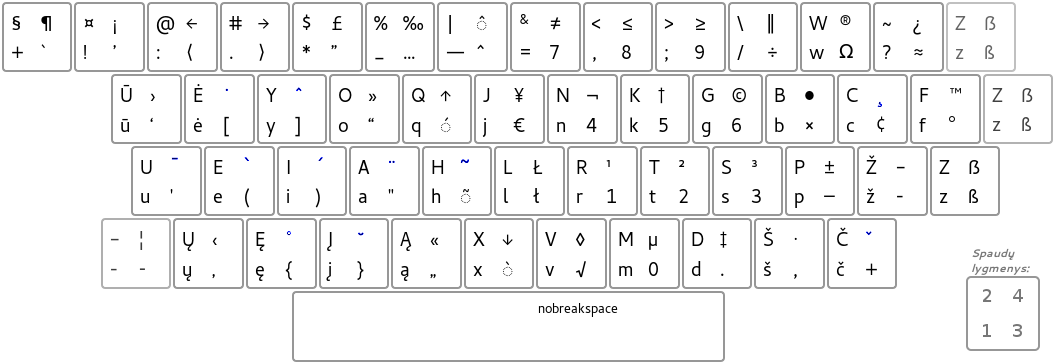 § ¶ ¤ ¡ @ ← # → $ £ % ‰ | ◌̂ & ≠ < ≤ > ≥ \ ‖ W ® ~ ¿ Z ß
+ ` ! ’ : ⟨ . ⟩ * ” _ … — ˆ = 7 , 8 ; 9 / ÷ w Ω ? ≈ z ß
Ū › Ė ˙ Y ˆ O » Q ↑ J ¥ N ¬ K † G © B ● C ¸ F ™ Z ß
ū ‘ ė [ y ] o “ q ◌́ j € n 4 k 5 g 6 b × c ¢ f ° z ß
U ¯ E ` I ´ A ¨ H ~ L Ł R ¹ T ² S ³ P ± Ž – Z ß
u ' e ( i ) a " h ◌̃ l ł r 1 t 2 s 3 p − ž - z ß
– ¦ Ų ‹ Ę ° Į ˘ Ą « X ↓ V ◊ M µ D ‡ Š · Č ˇ
- - ų ‚ ę { į } ą „ x ◌̀ v √ m 0 d . š , č +
nobreakspace
Spaudų
lygmenys:
2 4
1 3